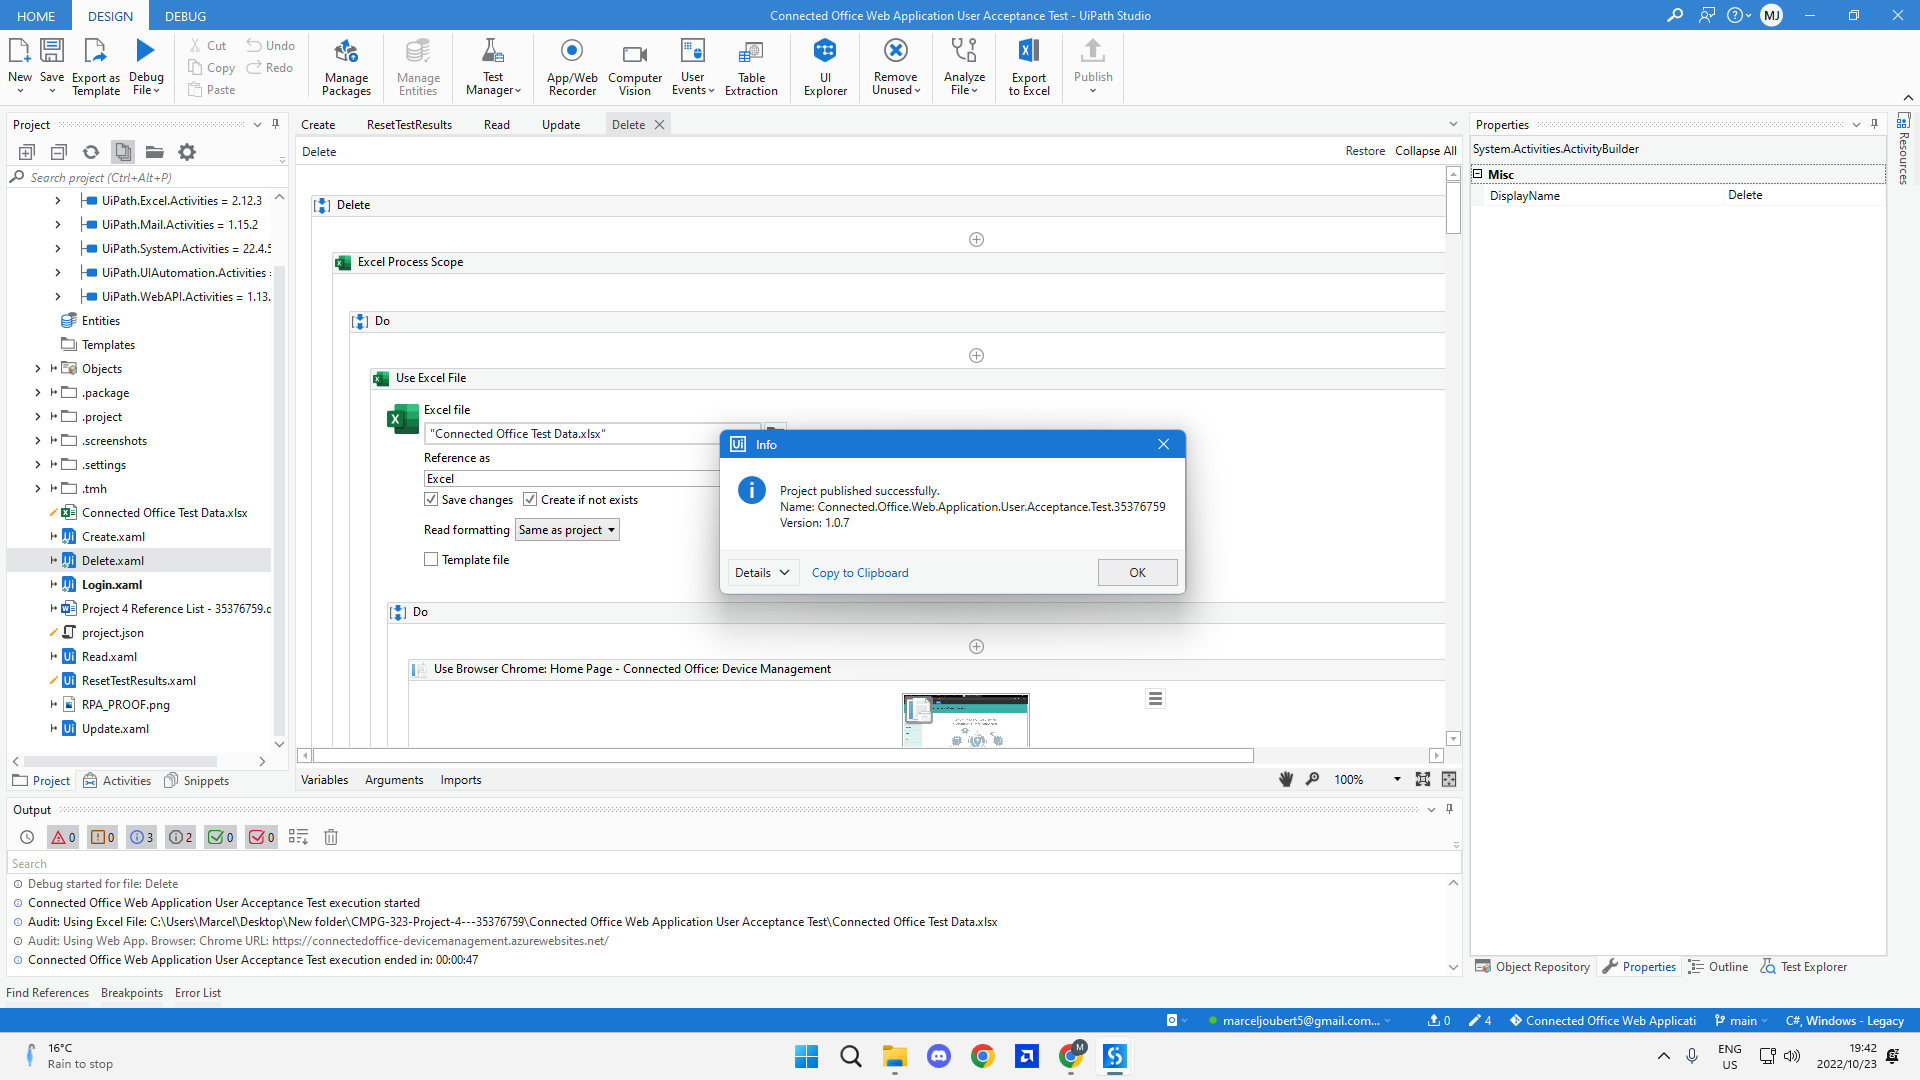 HOME DESIGN DEBUG
Connected Office Web Application User Acceptance Test - UiPath Studio
MJ
New
Save
Export as Template
Debug File
Cut
Copy
Paste
Undo
Redo
Manage Packages
Manage Entities
Test Manager
App/Web Recorder
Computer Vision
User Events
Table Extraction
UI Explorer
Remove Unused
Analyze File
Export to Excel
Publish
Project
Search project (Ctrl+Alt+P)
UiPath.Excel.Activities = 2.12.3
UiPath.Mail.Activities = 1.15.2
UiPath.System.Activities = 22.4.5
UiPath.UIAutomation.Activities =
UiPath.WebAPI.Activities = 1.13.
Entities
Templates
Objects
.package
.project
.screenshots
.settings
.tmh
Connected Office Test Data.xlsx
Create.xaml
Delete.xaml
Login.xaml
Project 4 Reference List - 35376759.d
project.json
Read.xaml
ResetTestResults.xaml
RPA_PROOF.png
Update.xaml
Project Activities Snippets
Create ResetTestResults Read Update Delete
Delete
Restore Collapse All
Delete
Excel Process Scope
Do
Use Excel File
Excel file
"Connected Office Test Data.xlsx"
Reference as
Excel
Save changes Create if not exists
Read formatting Same as project
Template file
Do
Use Browser Chrome: Home Page - Connected Office: Device Management
Variables Arguments Imports
100%
Ui Info
Project published successfully.
Name: Connected.Office.Web.Application.User.Acceptance.Test.35376759
Version: 1.0.7
Details Copy to Clipboard OK
Properties
System.Activities.ActivityBuilder
Misc
DisplayName Delete
Resources
Object Repository Properties Outline Test Explorer
Output
0 0 3 2 0 0
Search
Debug started for file: Delete
Connected Office Web Application User Acceptance Test execution started
Audit: Using Excel File: C:\Users\Marcel\Desktop\New folder\CMPG-323-Project-4---35376759\Connected Office Web Application User Acceptance Test\Connected Office Test Data.xlsx
Audit: Using Web App. Browser: Chrome URL: https://connectedoffice-devicemanagement.azurewebsites.net/
Connected Office Web Application User Acceptance Test execution ended in: 00:00:47
Find References Breakpoints Error List
marceljoubert5@gmail.com... 0 4 Connected Office Web Applicati main C#, Windows - Legacy
16°C
Rain to stop
M
ENG
US
19:42
2022/10/23